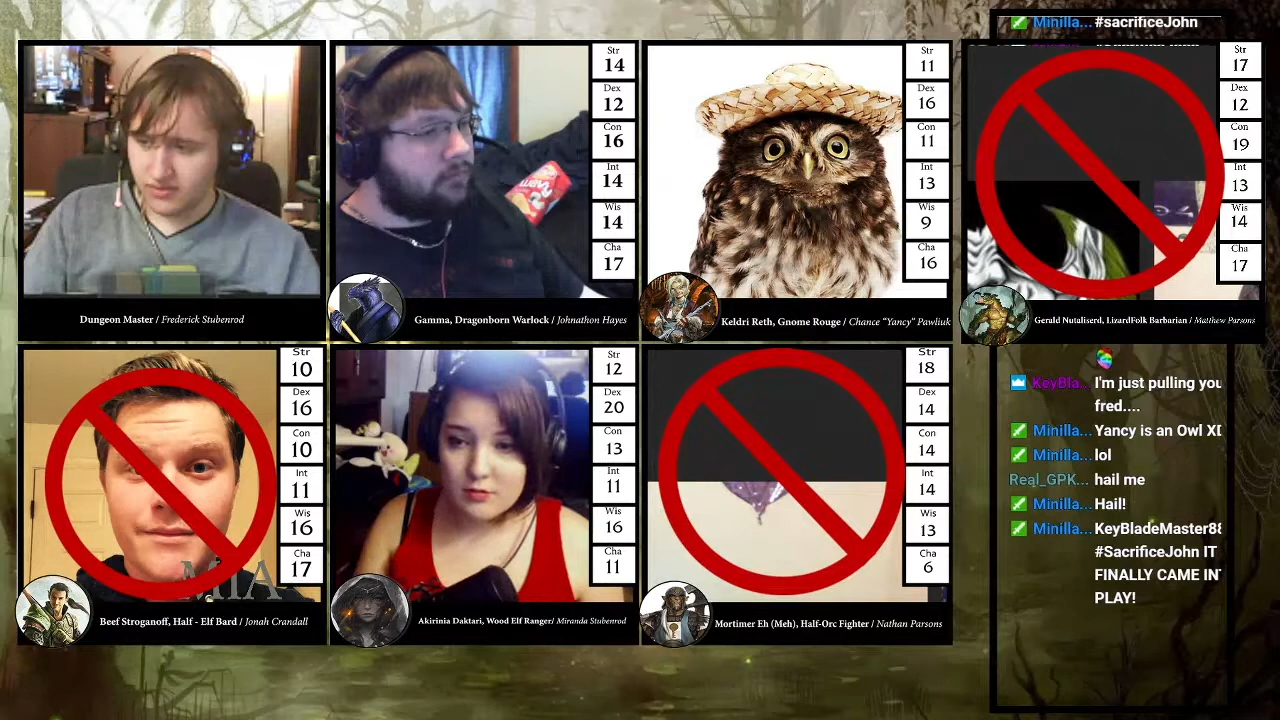 Minilla... #sacrificeJohn
Str
14
Dex
12
Con
16
Int
14
Wis
14
Cha
17
Str
11
Dex
16
Con
11
Int
13
Wis
9
Cha
16
Str
17
Dex
12
Con
19
Int
13
Wis
14
Cha
17
Dungeon Master / Frederick Stubenrod
Gamma, Dragonborn Warlock / Johnathon Hayes
Keldri Reth, Gnome Rouge / Chance "Yancy" Pawliuk
Gerald Nutaliserd, LizardFolk Barbarian / Matthew Parsons
Str
10
Dex
16
Con
10
Int
11
Wis
16
Cha
17
MIA
Str
12
Dex
20
Con
13
Int
11
Wis
16
Cha
11
Str
18
Dex
14
Con
14
Int
14
Wis
13
Cha
6
Beef Stroganoff, Half - Elf Bard / Jonah Crandall
Akirinia Daktari, Wood Elf Ranger/ Miranda Stubenrod
Mortimer Eh (Meh), Half-Orc Fighter / Nathan Parsons
KeyBla... I'm just pulling you
fred....
Minilla... Yancy is an Owl XD
Minilla... lol
Real_GPK... hail me
Minilla... Hail!
Minilla... KeyBladeMaster88
#SacrificeJohn IT
FINALLY CAME INT
PLAY!